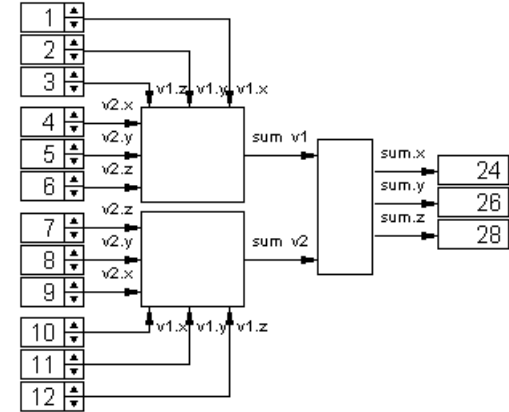 1
2
3
v1.z v1.y v1.x
v2.x
4
v2.y
sum v1
5
v2.z
sum.x
6
24
sum.y
26
v2.z
7
sum.z
28
v2.y
sum v2
8
v2.x
9
10
v1.x v1.y v1.z
11
12